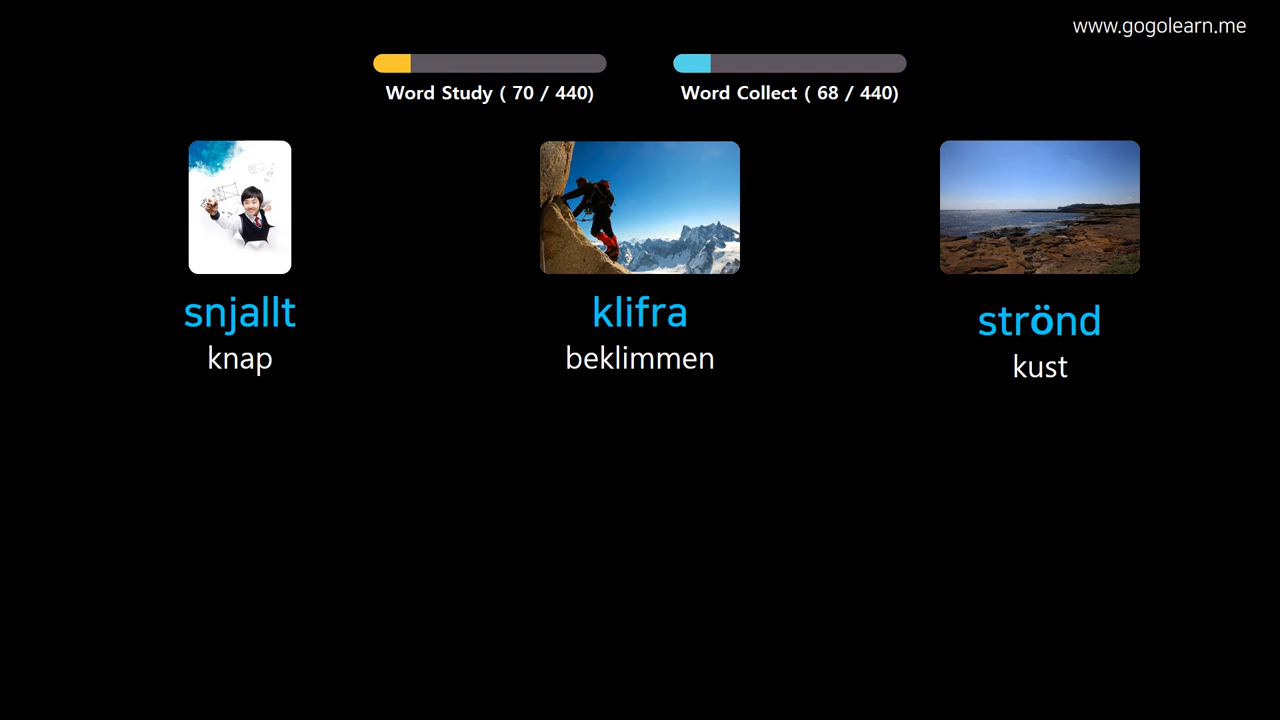 www.gogolearn.me
Word Study ( 70 / 440)
Word Collect ( 68 / 440)
snjallt
knap
klifra
beklimmen
strönd
kust